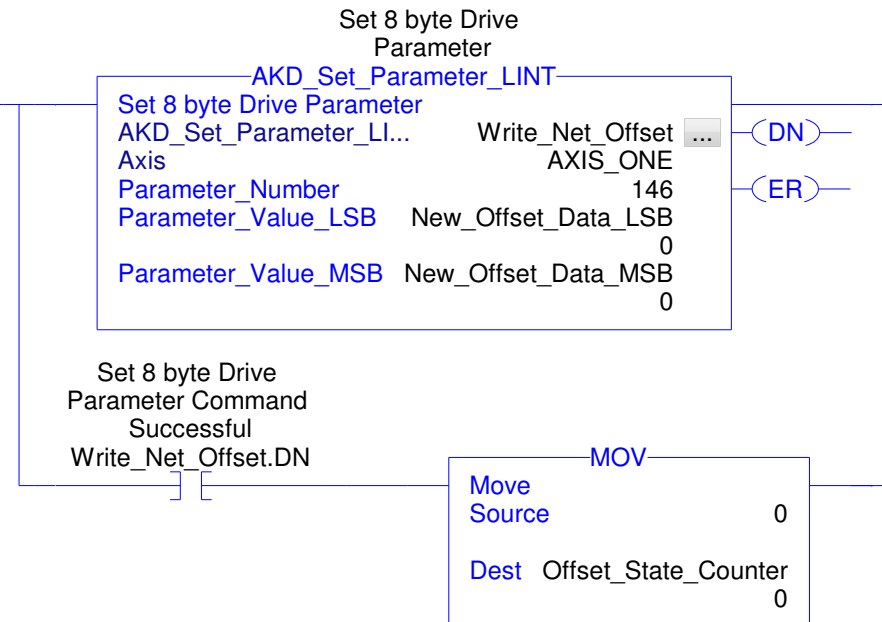 Set 8 byte Drive
Parameter
AKD_Set_Parameter_LINT
Set 8 byte Drive Parameter
AKD_Set_Parameter_LI... Write_Net_Offset ... DN
Axis AXIS_ONE
Parameter_Number 146 ER
Parameter_Value_LSB New_Offset_Data_LSB
0
Parameter_Value_MSB New_Offset_Data_MSB
0
Set 8 byte Drive
Parameter Command
Successful
Write_Net_Offset.DN
MOV
Move
Source 0
Dest Offset_State_Counter
0